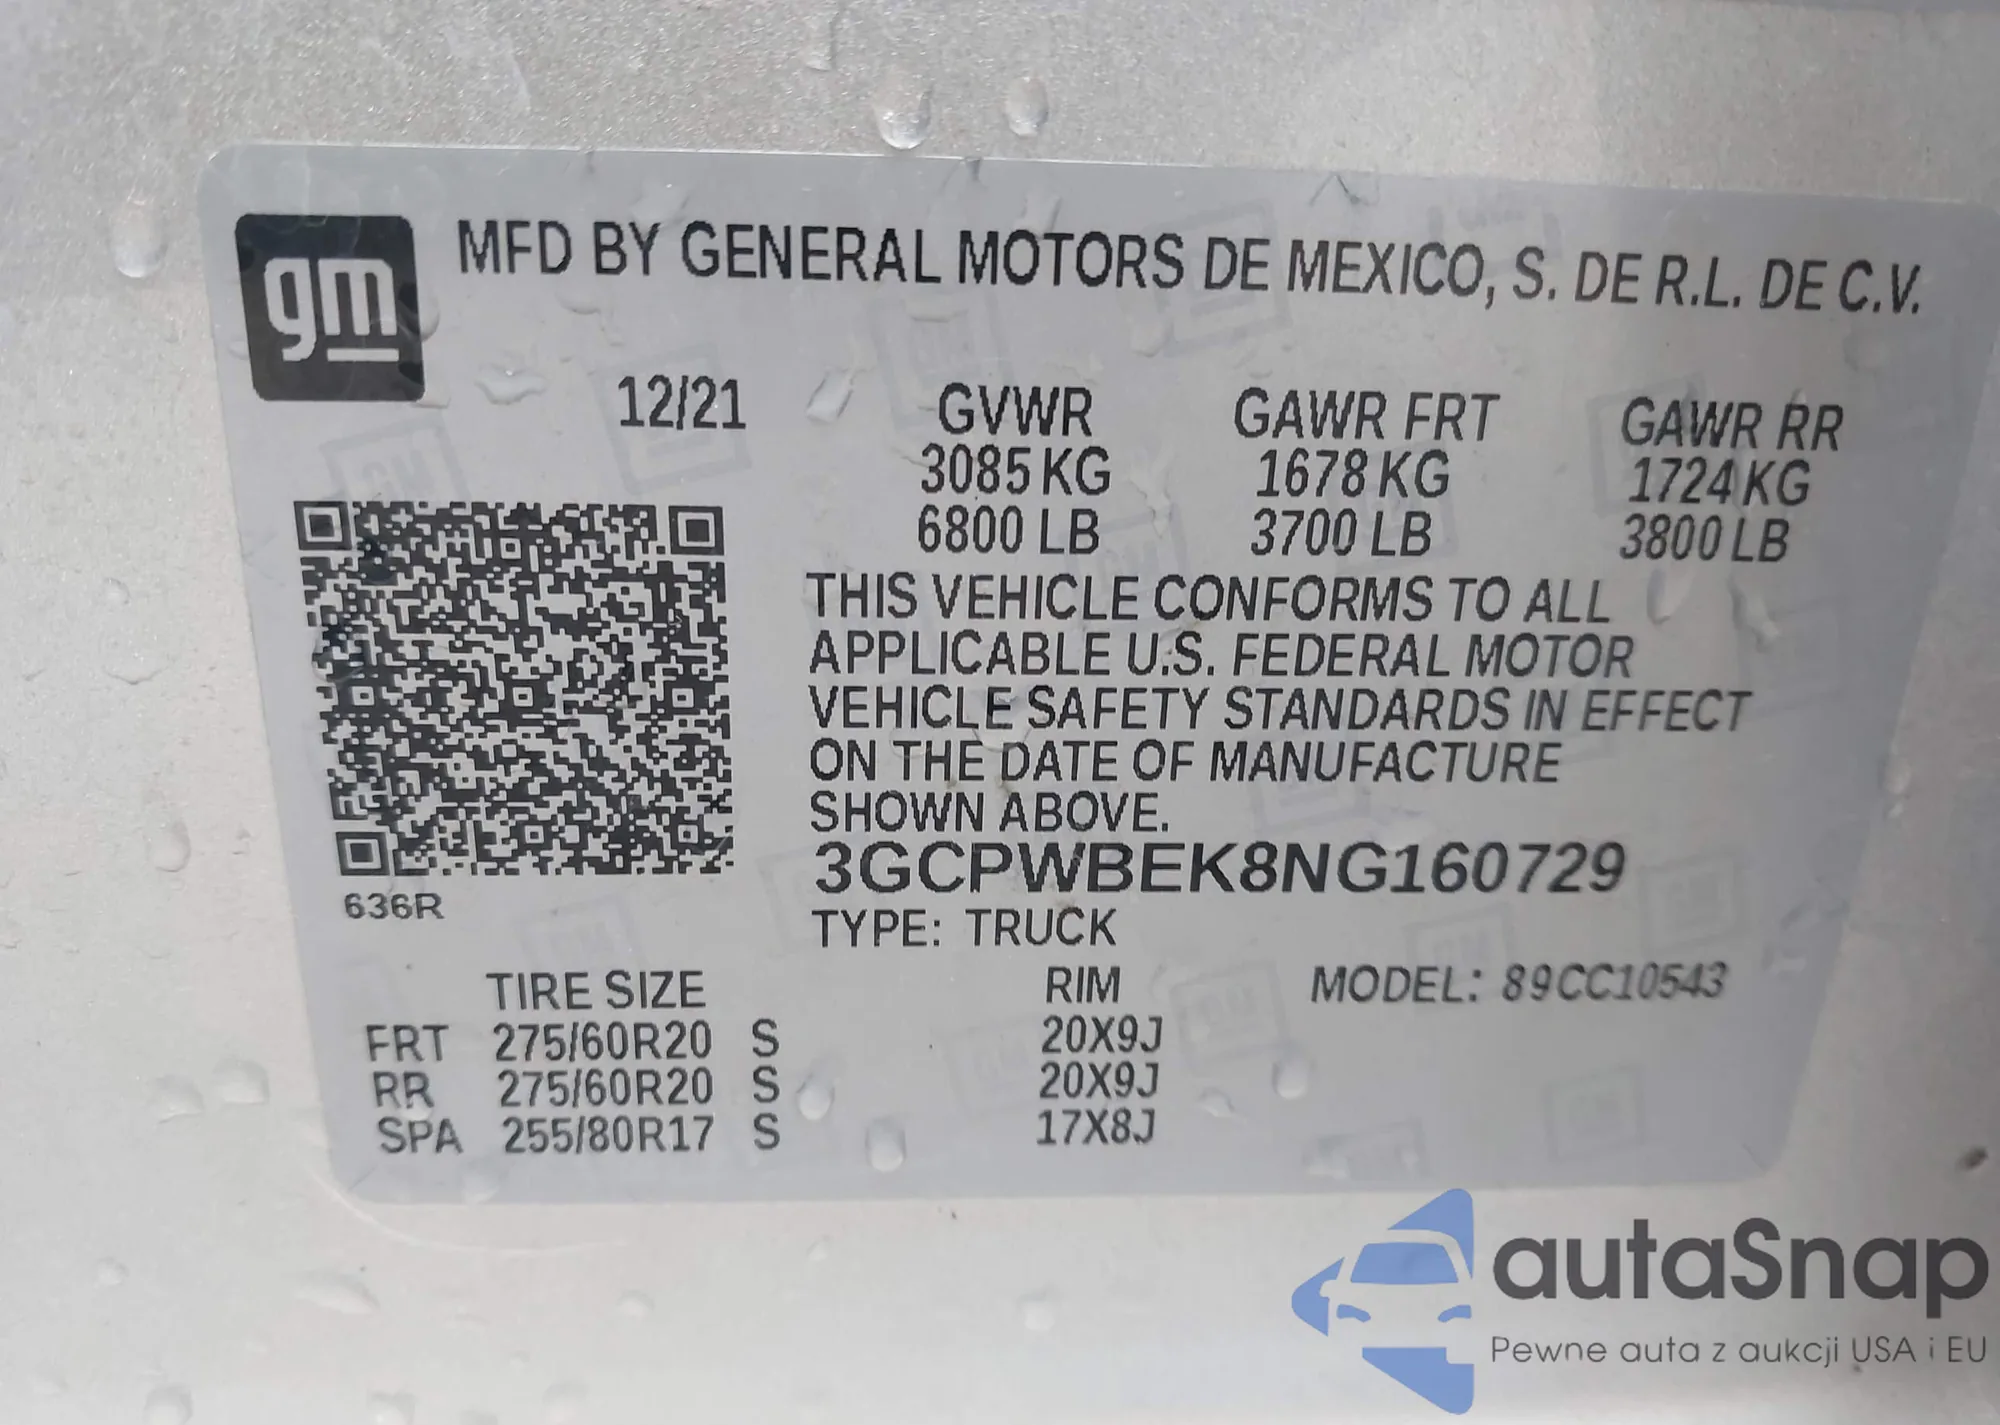 gm
MFD BY GENERAL MOTORS DE MEXICO, S. DE R.L. DE C.V.
12/21 GVWR GAWR FRT GAWR RR
3085 KG 1678 KG 1724 KG
6800 LB 3700 LB 3800 LB
THIS VEHICLE CONFORMS TO ALL
APPLICABLE U.S. FEDERAL MOTOR
VEHICLE SAFETY STANDARDS IN EFFECT
ON THE DATE OF MANUFACTURE
SHOWN ABOVE.
3GCPWBEK8NG160729
636R
TYPE: TRUCK
TIRE SIZE RIM MODEL: 89CC10543
FRT 275/60R20 S 20X9J
RR 275/60R20 S 20X9J
SPA 255/80R17 S 17X8J
autaSnap
Pewne auta z aukcji USA i EU